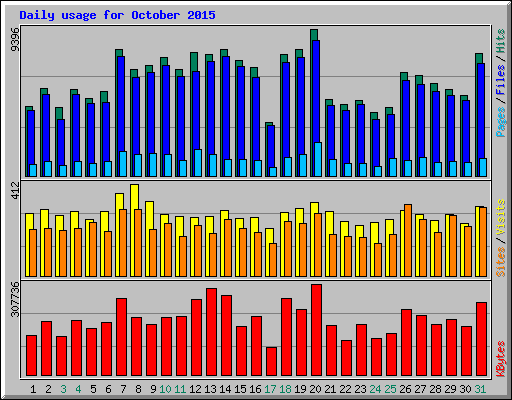 Daily usage for October 2015
9396
Pages / Files / Hits
412
Sites / Visits
307736
KBytes
1 2 3 4 5 6 7 8 9 10 11 12 13 14 15 16 17 18 19 20 21 22 23 24 25 26 27 28 29 30 31